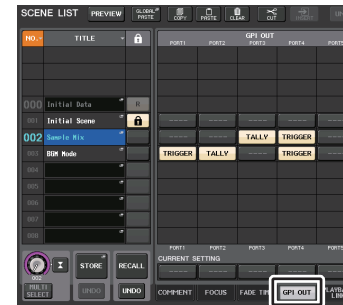 SCENE LIST PREVIEW GLOBAL PASTE COPY PASTE CLEAR CUT INSERT
NO. TITLE GPI OUT
PORT1 PORT2 PORT3 PORT4 PORT5
000 Initial Data R
001 Initial Scene ---- ---- ---- ----
002 Sample Mix ---- ---- TALLY TRIGGER
003 BGM Mode TRIGGER TALLY ---- TRIGGER
004
005
006
007
008
PORT1 PORT2 PORT3 PORT4 PORT5
CURRENT SETTING
002 STORE RECALL ---- ---- ---- ----
MULTI SELECT UNDO UNDO COMMENT FOCUS FADE TIME GPI OUT